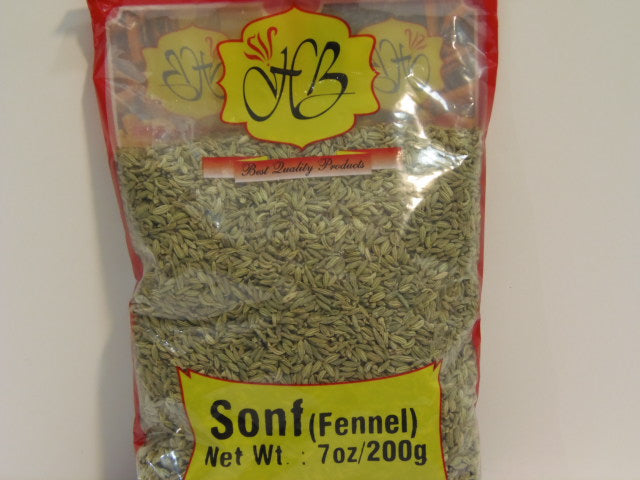 HB
Best Quality Products
Sonf (Fennel)
Net Wt. : 7oz/200g